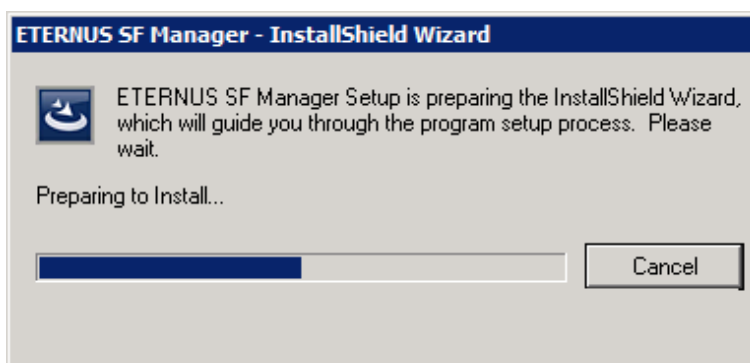 ETERNUS SF Manager - InstallShield Wizard
ETERNUS SF Manager Setup is preparing the InstallShield Wizard,
which will guide you through the program setup process.  Please
wait.
Preparing to Install...
Cancel